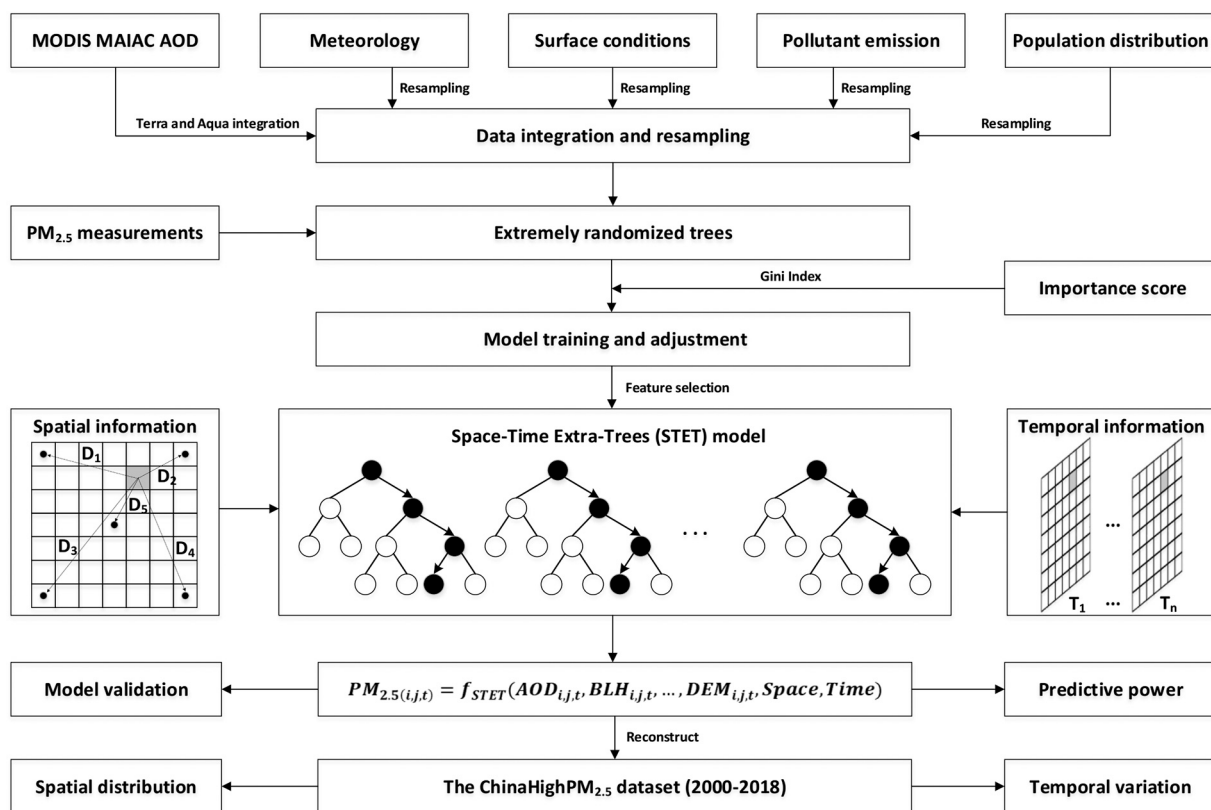 MODIS MAIAC AOD
Meteorology
Surface conditions
Pollutant emission
Population distribution
Resampling
Resampling
Resampling
Terra and Aqua integration
Resampling
Data integration and resampling
PM2.5 measurements
Extremely randomized trees
Gini Index
Importance score
Model training and adjustment
Feature selection
Spatial information
D1
D2
D5
D3
D4
Space-Time Extra-Trees (STET) model
...
Temporal information
...
T1 ... Tn
Model validation
PM2.5(i,j,t) = fSTET(AODi,j,t, BLHi,j,t, ..., DEMi,j,t, Space, Time)
Predictive power
Reconstruct
Spatial distribution
The ChinaHighPM2.5 dataset (2000-2018)
Temporal variation